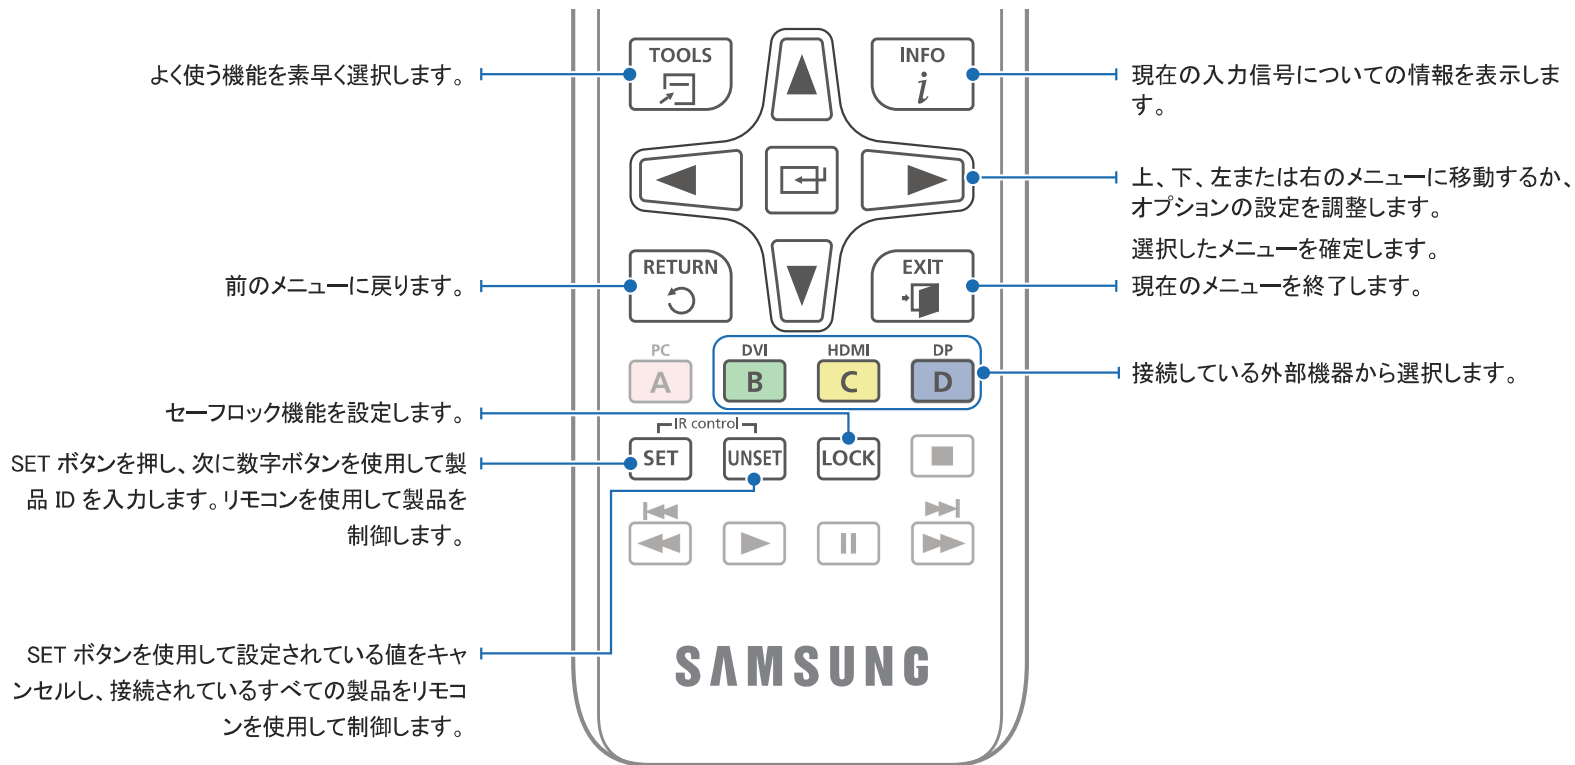 TOOLS
INFO
i
よく使う機能を素早く選択します。
現在の入力信号についての情報を表示しま
す。
上、下、左または右のメニューに移動するか、
オプションの設定を調整します。
選択したメニューを確定します。
RETURN
EXIT
前のメニューに戻ります。
現在のメニューを終了します。
PC
DVI
HDMI
DP
A
B
C
D
接続している外部機器から選択します。
セーフロック機能を設定します。
IR control
SET
UNSET
LOCK
SET ボタンを押し、次に数字ボタンを使用して製
品 ID を入力します。リモコンを使用して製品を
制御します。
SET ボタンを使用して設定されている値をキャ
ンセルし、接続されているすべての製品をリモコ
ンを使用して制御します。
SAMSUNG